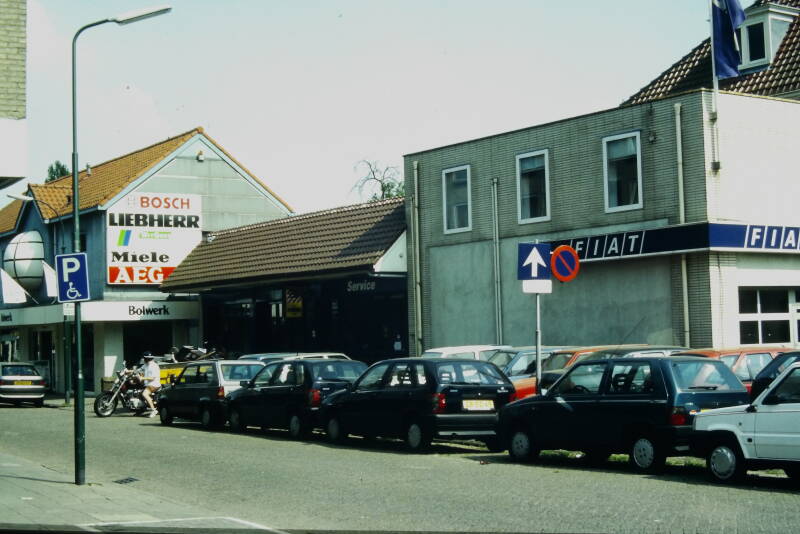 BOSCH
LIEBHERR
Miele
AEG
Bolwerk
P
Service
FIAT
FIA